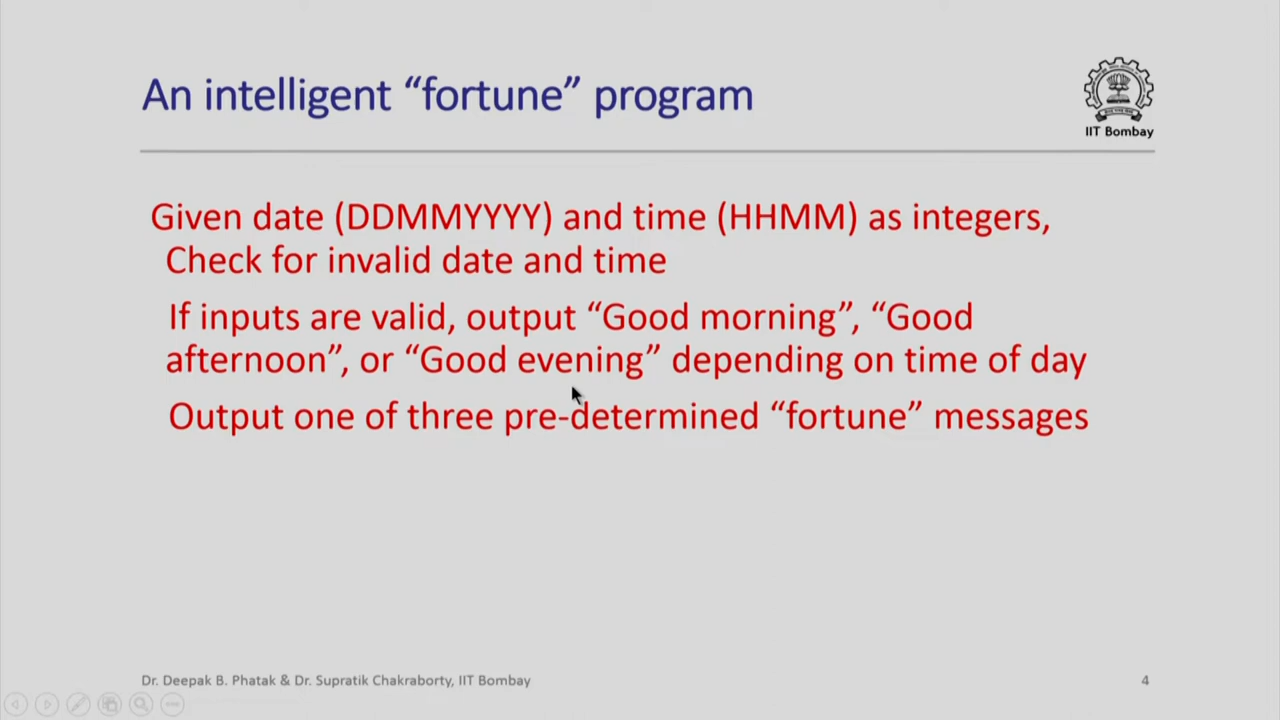 An intelligent “fortune” program
IIT Bombay
Given date (DDMMYYYY) and time (HHMM) as integers,
Check for invalid date and time
If inputs are valid, output “Good morning”, “Good
afternoon”, or “Good evening” depending on time of day
Output one of three pre-determined “fortune” messages
Dr. Deepak B. Phatak & Dr. Supratik Chakraborty, IIT Bombay
4